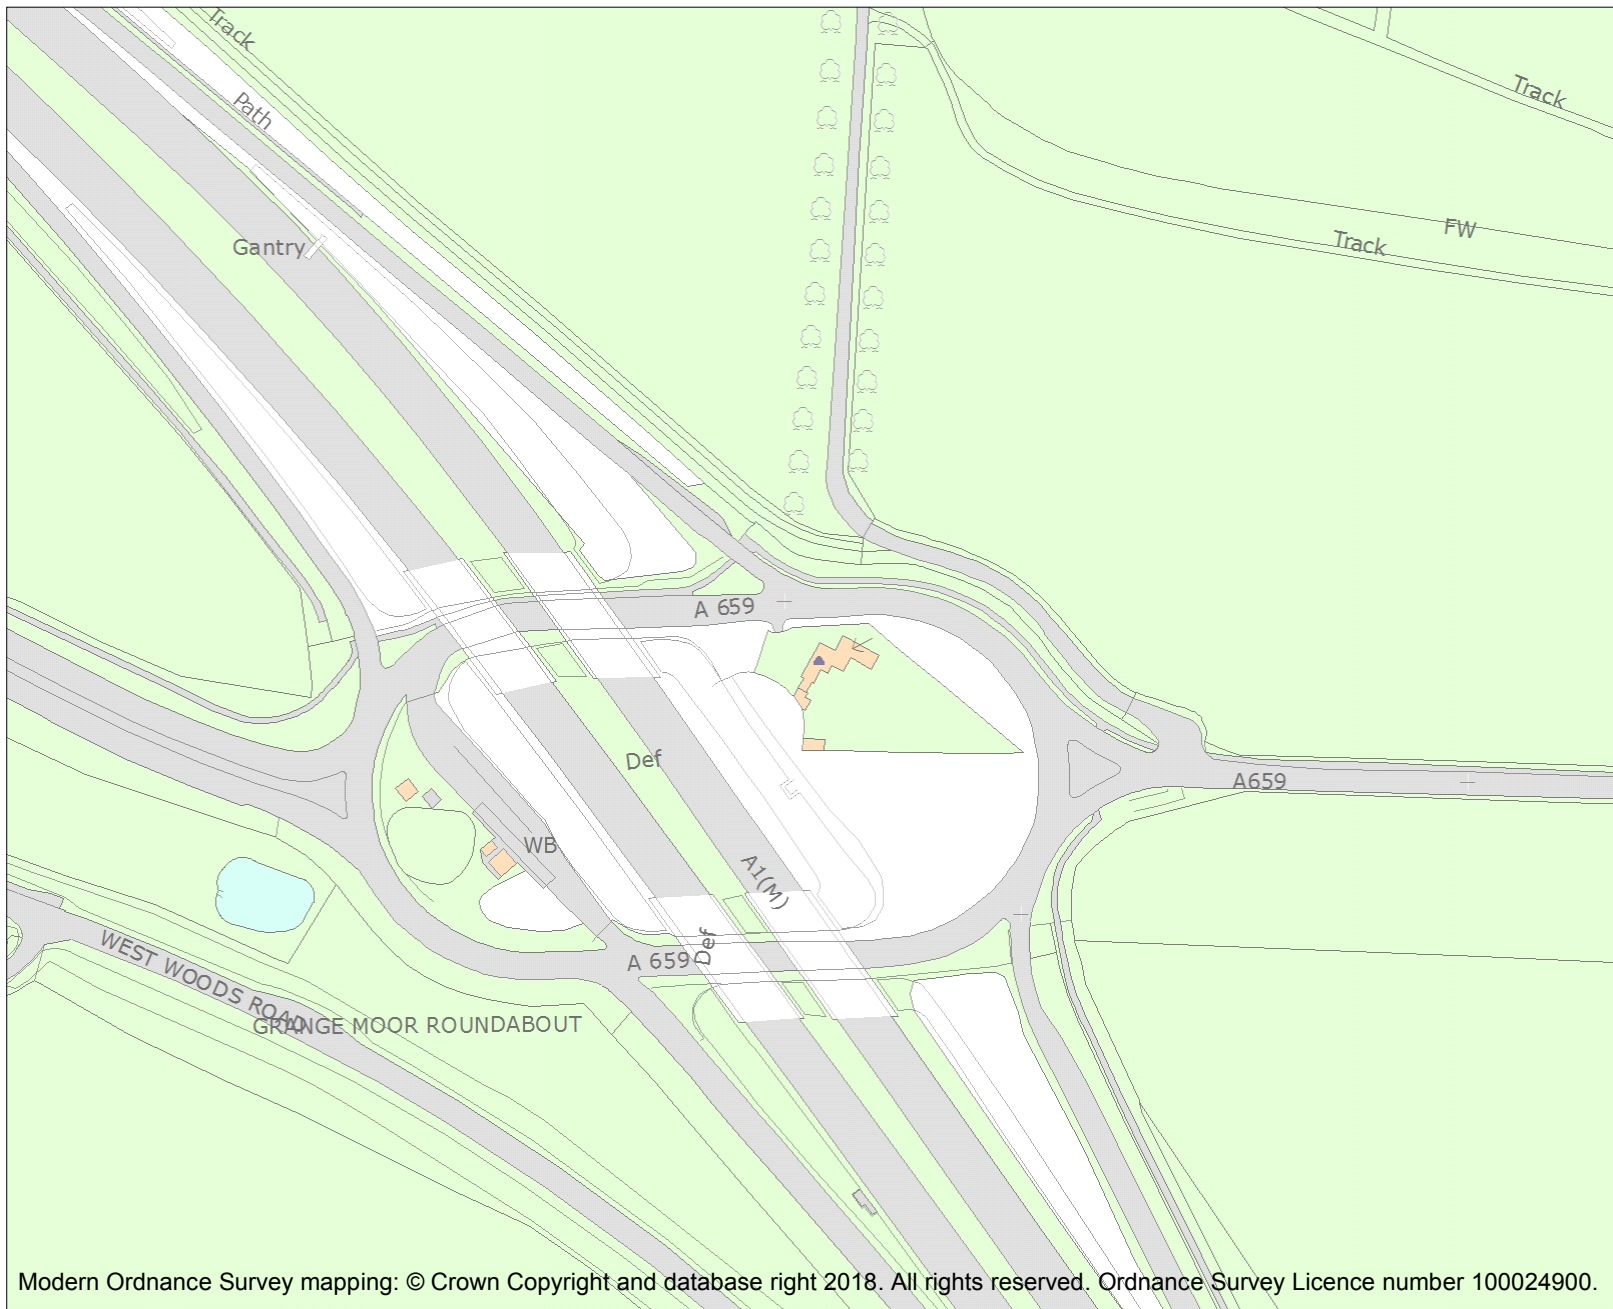 Track
Path
Track
Gantry
FW
Track
A 659
Def
A659
WB
A1(M)
Def
A 659
WEST WOODS ROAD
GRANGE MOOR ROUNDABOUT
Modern Ordnance Survey mapping: © Crown Copyright and database right 2018. All rights reserved. Ordnance Survey Licence number 100024900.